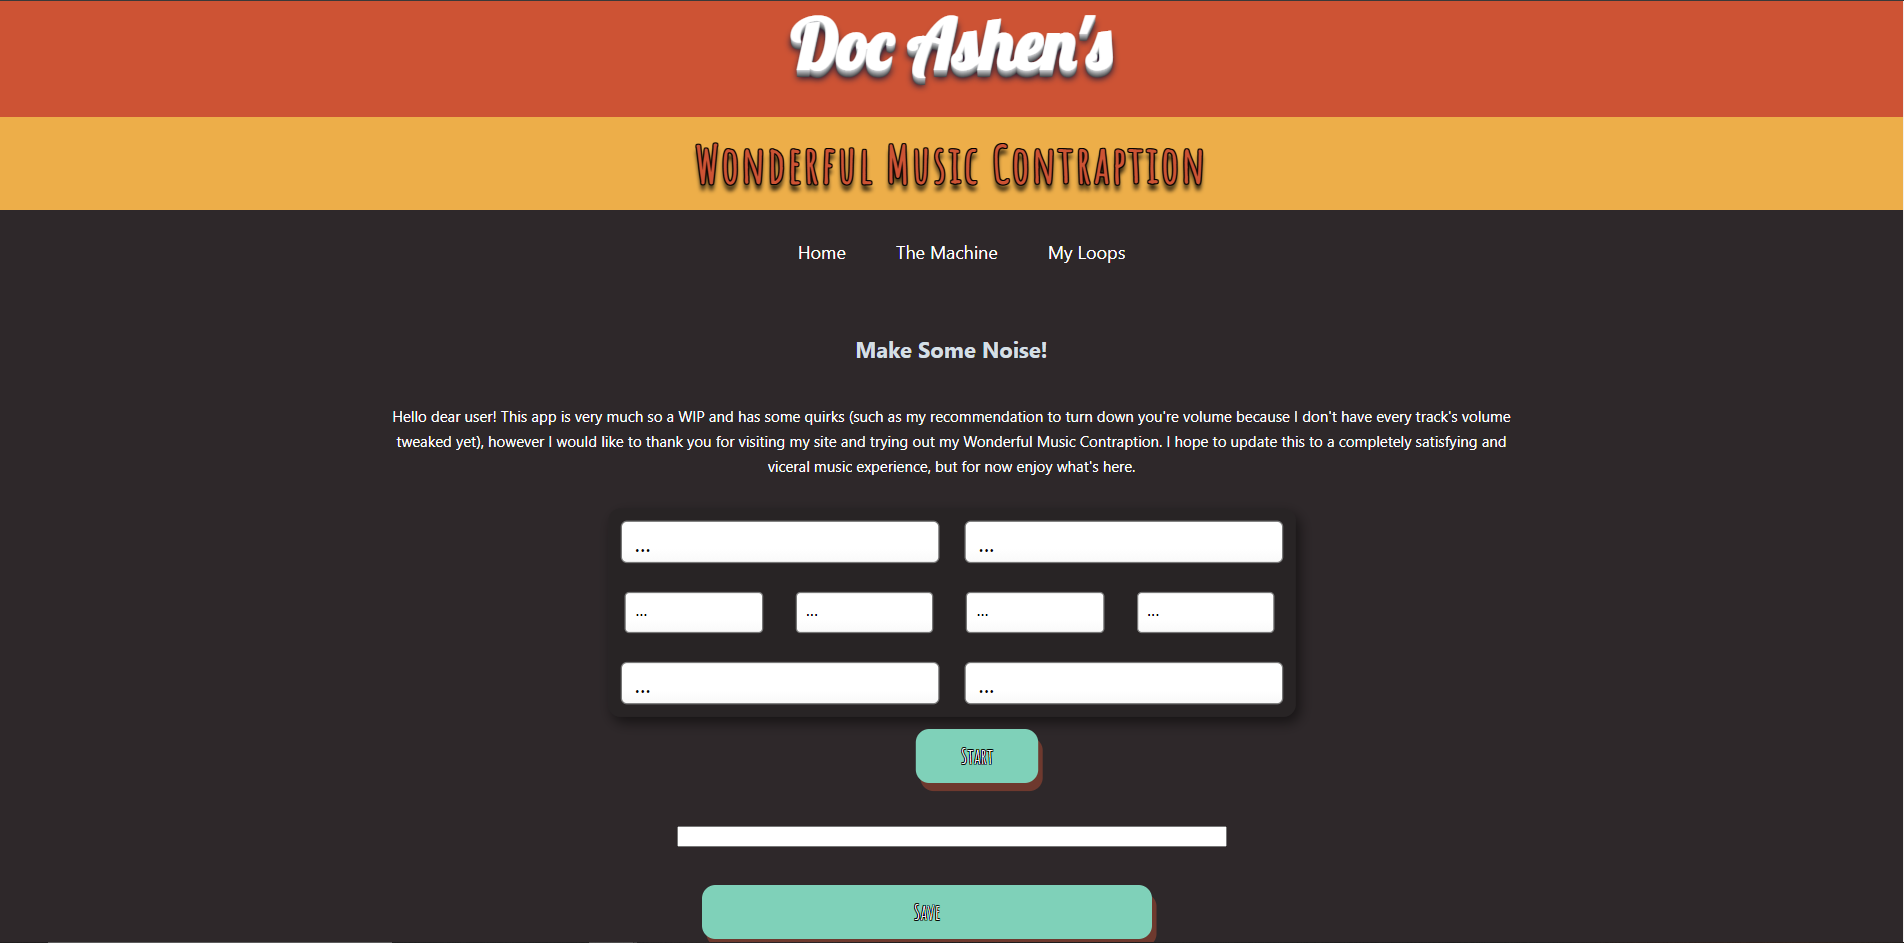 Doc Ashen's
Wonderful Music Contraption
Home The Machine My Loops
Make Some Noise!
Hello dear user! This app is very much so a WIP and has some quirks (such as my recommendation to turn down you're volume because I don't have every track's volume
tweaked yet), however I would like to thank you for visiting my site and trying out my Wonderful Music Contraption. I hope to update this to a completely satisfying and
viceral music experience, but for now enjoy what's here.
... ...
... ... ... ...
... ...
Start
Save